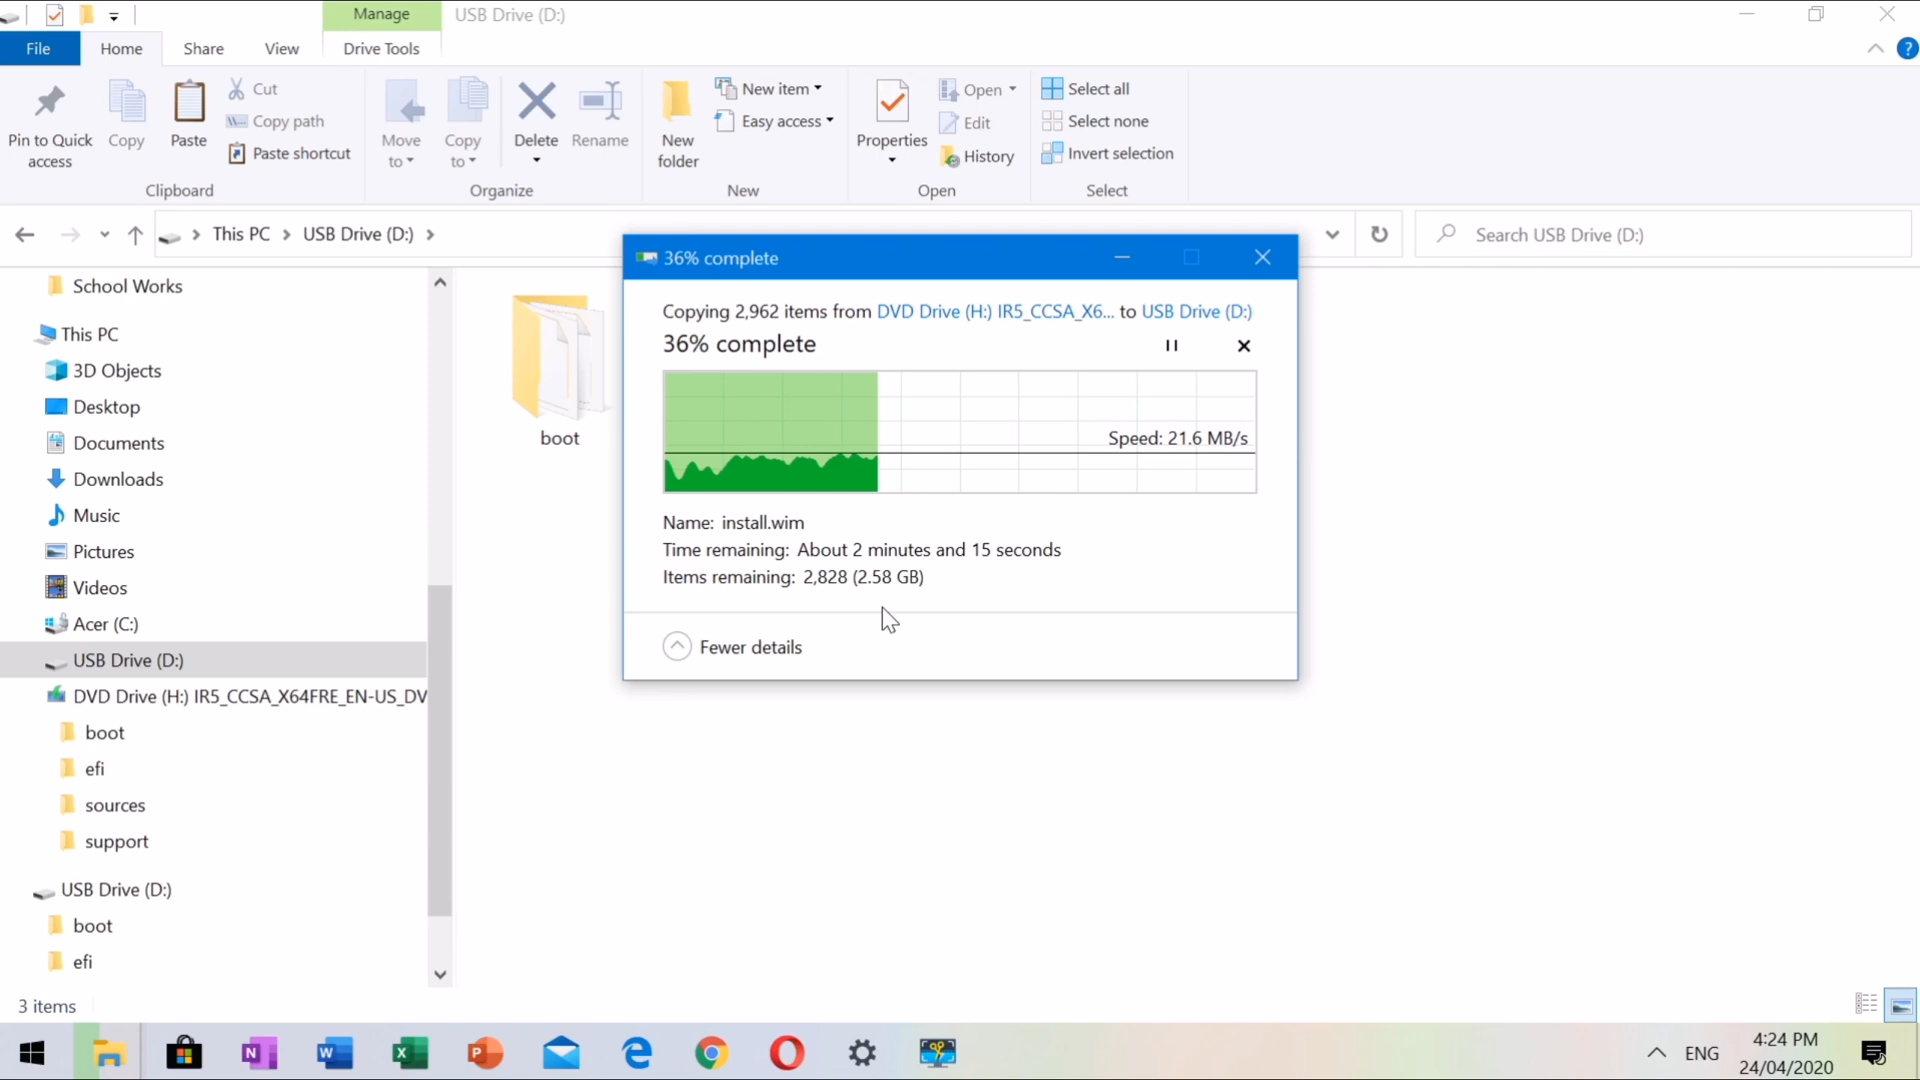 Manage
USB Drive (D:)
File
Home
Share
View
Drive Tools
?
Pin to Quick
access
Copy
Paste
Cut
Copy path
Paste shortcut
Clipboard
Move
to
Copy
to
Delete
Rename
Organize
New
folder
New item
Easy access
New
Properties
Open
Edit
History
Open
Select all
Select none
Invert selection
Select
This PC
USB Drive (D:)
Search USB Drive (D:)
School Works
This PC
3D Objects
Desktop
Documents
Downloads
Music
Pictures
Videos
Acer (C:)
USB Drive (D:)
DVD Drive (H:) IR5_CCSA_X64FRE_EN-US_DV
boot
efi
sources
support
USB Drive (D:)
boot
efi
3 items
boot
36% complete
Copying 2,962 items from DVD Drive (H:) IR5_CCSA_X6... to USB Drive (D:)
36% complete
Speed: 21.6 MB/s
Name: install.wim
Time remaining: About 2 minutes and 15 seconds
Items remaining: 2,828 (2.58 GB)
Fewer details
ENG
4:24 PM
24/04/2020